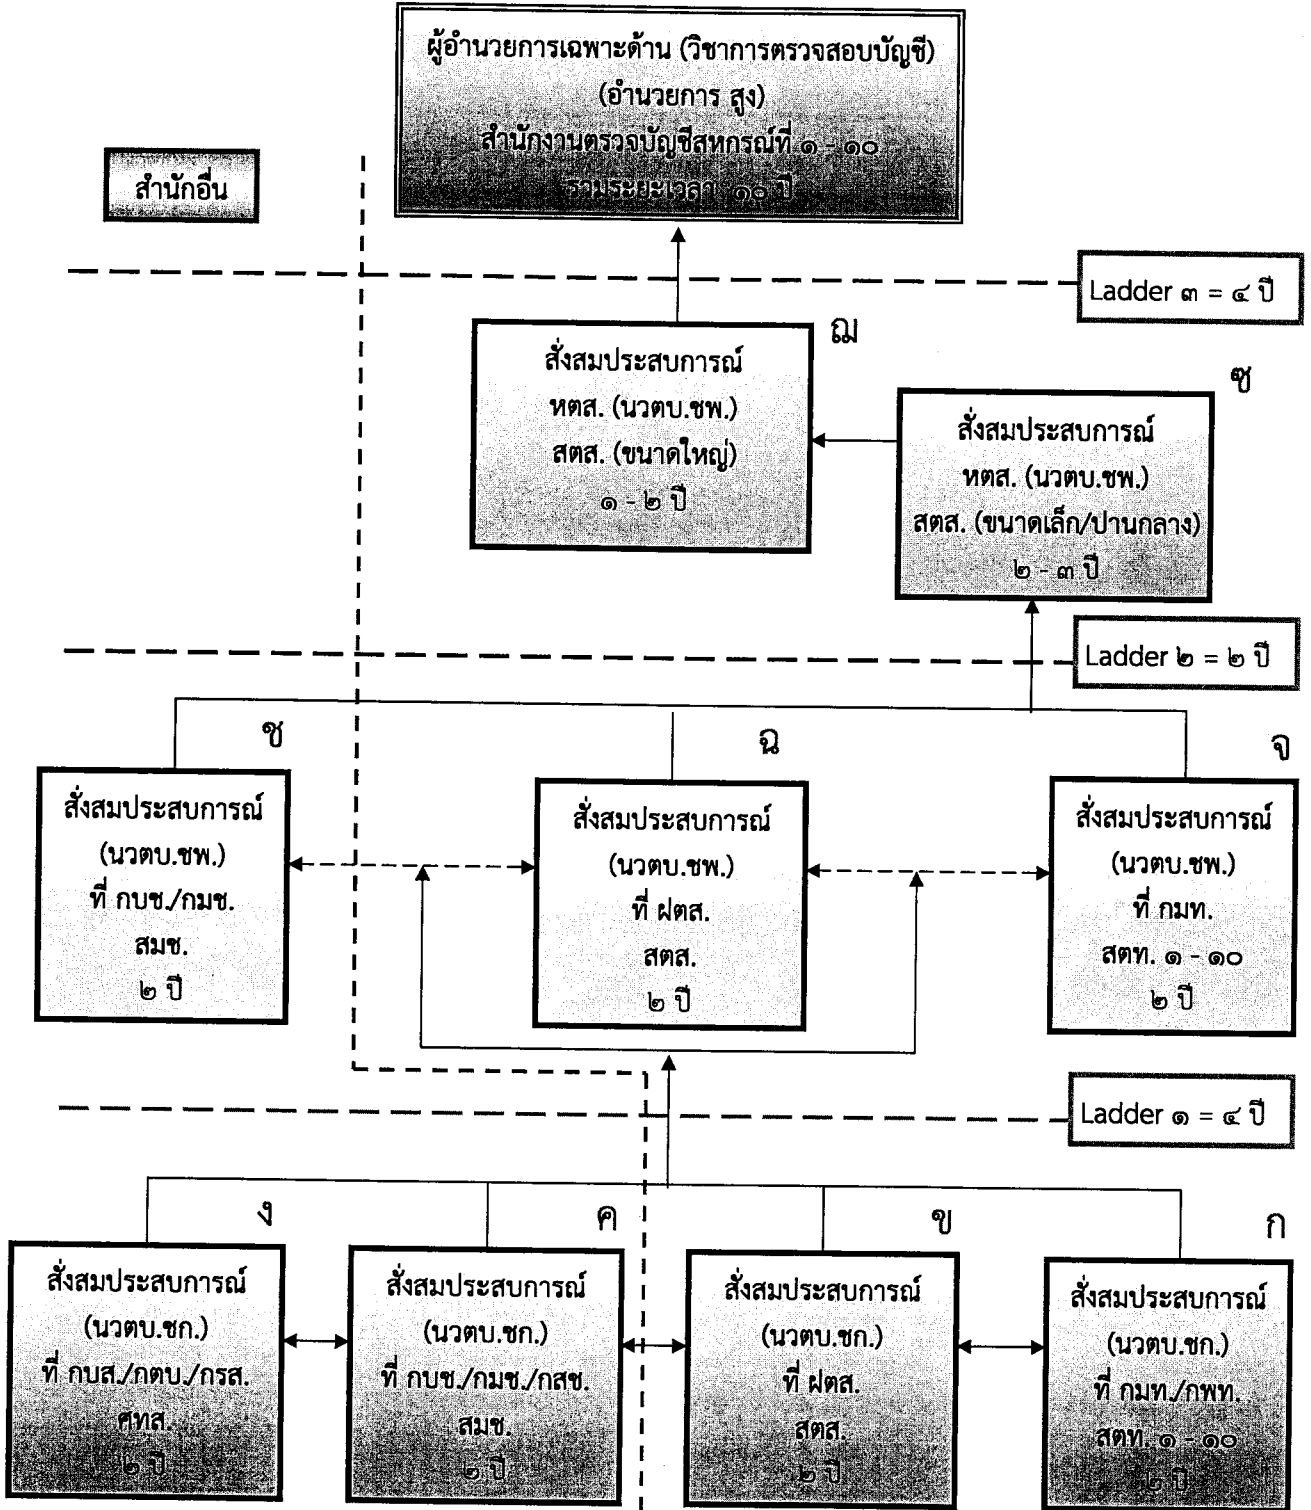 ผู้อำนวยการเฉพาะด้าน (วิชาการตรวจสอบบัญชี)
(อำนวยการ สูง)
สำนักงานตรวจบัญชีสหกรณ์ที่ ๑ - ๑๐
รวมระยะเวลา ๑๐ ปี
สำนักอื่น
Ladder ๓ = ๔ ปี
ฌ
สั่งสมประสบการณ์
หตส. (นวตบ.ชพ.)
สตส. (ขนาดใหญ่)
๑ - ๒ ปี
ซ
สั่งสมประสบการณ์
หตส. (นวตบ.ชพ.)
สตส. (ขนาดเล็ก/ปานกลาง)
๒ - ๓ ปี
Ladder ๒ = ๒ ปี
ช
สั่งสมประสบการณ์
(นวตบ.ชพ.)
ที่ กบช./กมช.
สมช.
๒ ปี
ฉ
สั่งสมประสบการณ์
(นวตบ.ชพ.)
ที่ ฝตส.
สตส.
๒ ปี
จ
สั่งสมประสบการณ์
(นวตบ.ชพ.)
ที่ กมท.
สตท. ๑ - ๑๐
๒ ปี
Ladder ๑ = ๔ ปี
ง
สั่งสมประสบการณ์
(นวตบ.ชก.)
ที่ กบส./กตบ./กรส.
ศทส.
๒ ปี
ค
สั่งสมประสบการณ์
(นวตบ.ชก.)
ที่ กบช./กมช./กสช.
สมช.
๒ ปี
ข
สั่งสมประสบการณ์
(นวตบ.ชก.)
ที่ ฝตส.
สตส.
๒ ปี
ก
สั่งสมประสบการณ์
(นวตบ.ชก.)
ที่ กมท./กพท.
สตท. ๑ - ๑๐
๒ ปี